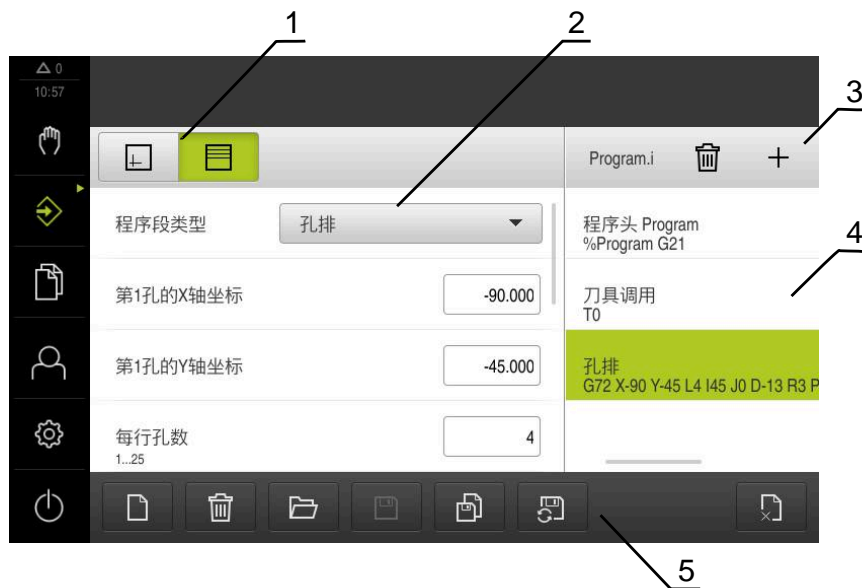 1
2
3
4
5
0
10:57
Program.i
程序段类型
孔排
第1孔的X轴坐标
-90.000
第1孔的Y轴坐标
-45.000
每行孔数
1...25
4
程序头 Program
%Program G21
刀具调用
T0
孔排
G72 X-90 Y-45 L4 I45 J0 D-13 R3 P